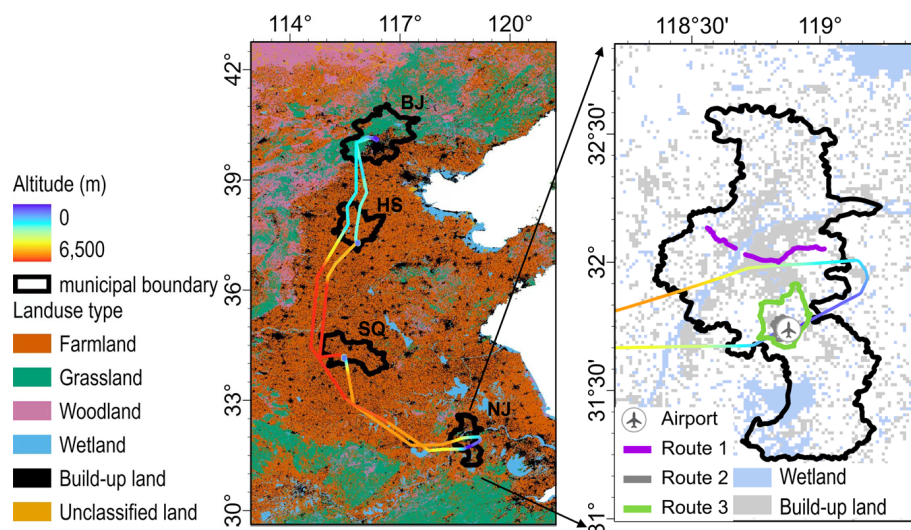 114° 117° 120°
118°30' 119°
42°
39°
36°
33°
30°
BJ
HS
SQ
NJ
32°30'
32°
31°30'
31°
Altitude (m)
0
6,500
municipal boundary
Landuse type
Farmland
Grassland
Woodland
Wetland
Build-up land
Unclassified land
Airport
Route 1
Route 2
Route 3
Wetland
Build-up land